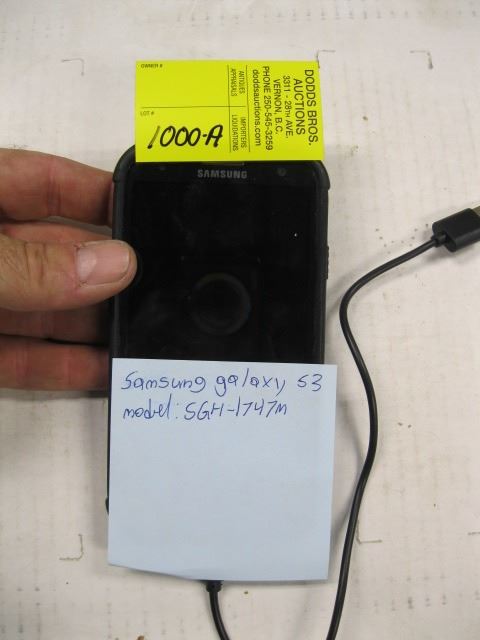 DODDS BROS.
AUCTIONS
3311 - 28TH AVE.
VERNON, B.C.
PHONE 250-545-3259
doddsauctions.com
ANTIQUES IMPORTERS
APPRAISALS LIQUIDATIONS
OWNER #
LOT #
1000-A
SAMSUNG
Samsung galaxy S3
model: SGH-I747m